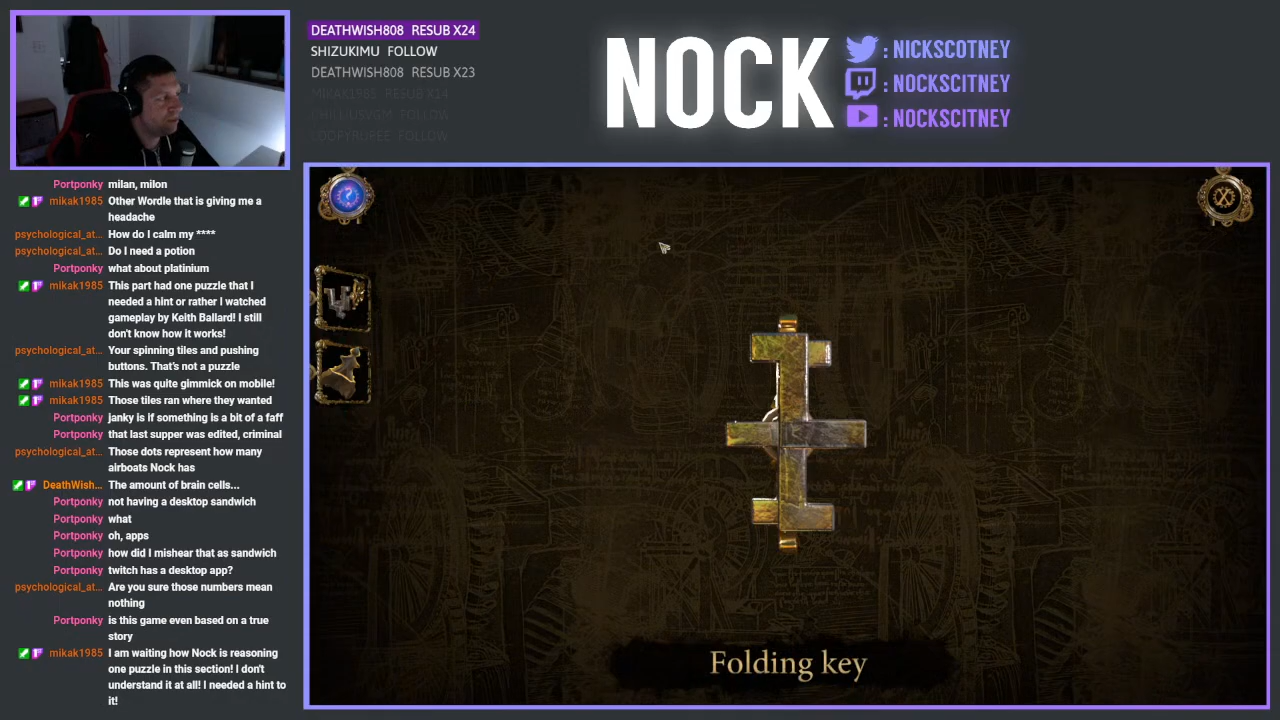 DEATHWISH808 RESUB X24
SHIZUKIMU FOLLOW
DEATHWISH808 RESUB X23
MIKAK1985 RESUB X14
LOOPYRUPEE FOLLOW
NOCK
: NICKSCOTNEY
: NOCKSCITNEY
: NOCKSCITNEY
Portponky milan, milon
mikak1985 Other Wordle that is giving me a
headache
psychological_at... How do I calm my ****
psychological_at... Do I need a potion
Portponky what about platinium
mikak1985 This part had one puzzle that I
needed a hint or rather I watched
gameplay by Keith Ballard! I still
don't know how it works!
psychological_at... Your spinning tiles and pushing
buttons. That's not a puzzle
mikak1985 This was quite gimmick on mobile!
mikak1985 Those tiles ran where they wanted
Portponky janky is if something is a bit of a faff
Portponky that last supper was edited, criminal
psychological_at... Those dots represent how many
airboats Nock has
DeathWish... The amount of brain cells...
Portponky not having a desktop sandwich
Portponky what
Portponky oh, apps
Portponky how did I mishear that as sandwich
Portponky twitch has a desktop app?
psychological_at... Are you sure those numbers mean
nothing
Portponky is this game even based on a true
story
mikak1985 I am waiting how Nock is reasoning
one puzzle in this section! I don't
understand it at all! I needed a hint to
it!
Folding key